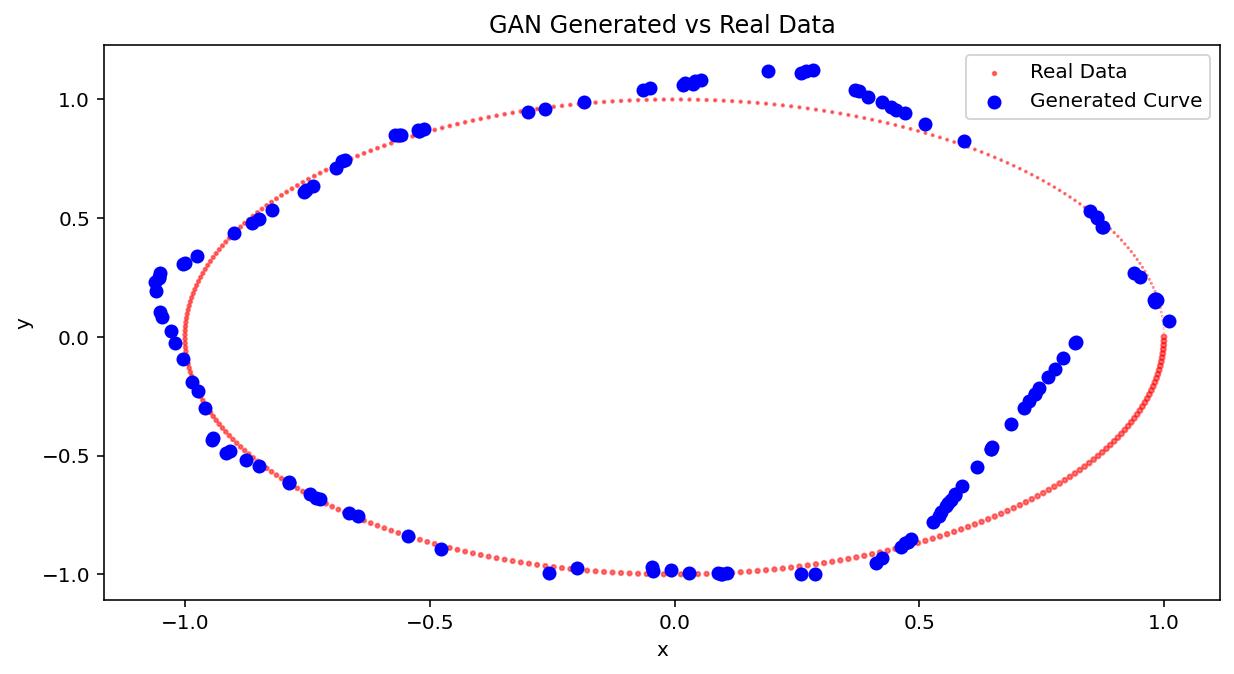 GAN Generated vs Real Data
Real Data
Generated Curve
1.0
0.5
0.0
−0.5
−1.0
y
−1.0 −0.5 0.0 0.5 1.0
x